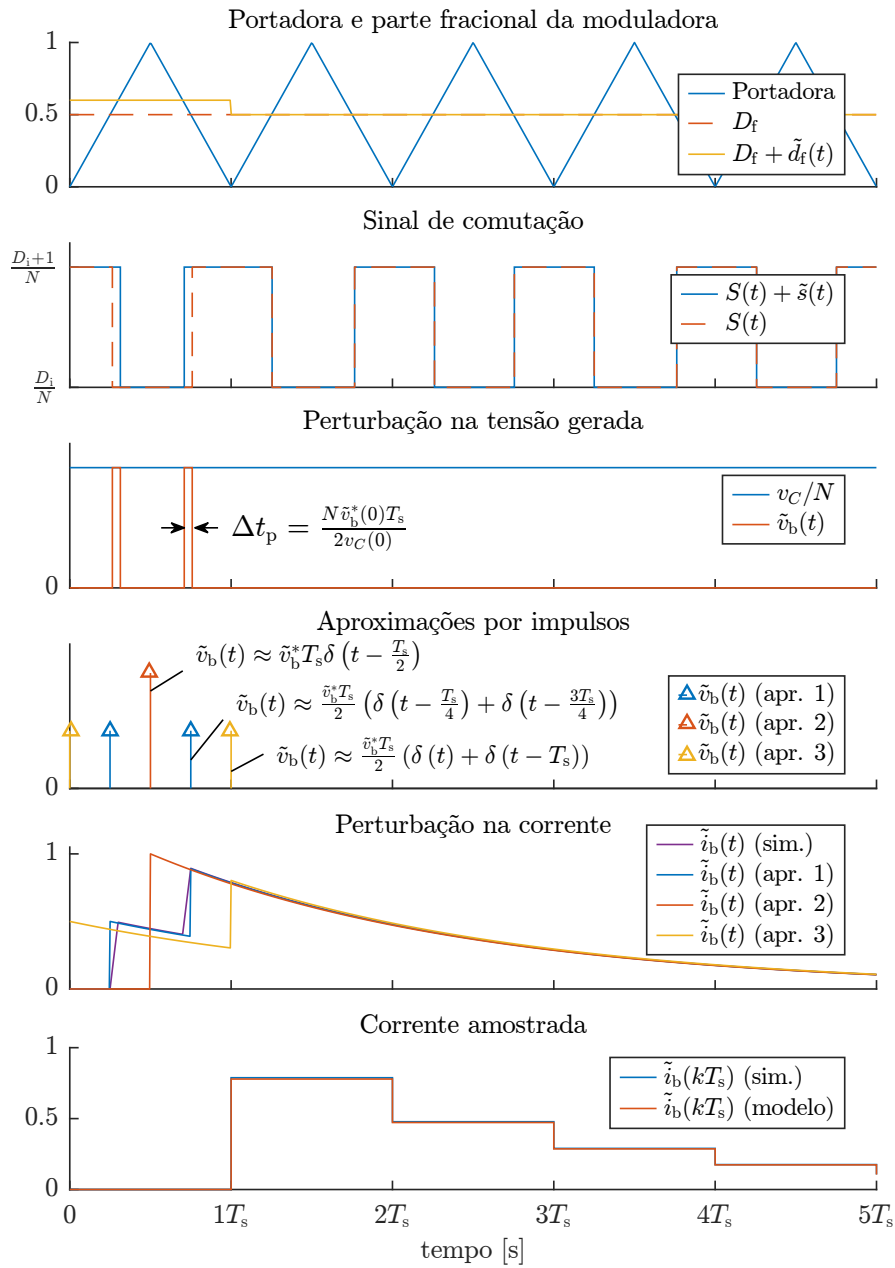 Portadora e parte fracional da moduladora
1
0.5
0
Portadora
D_f
D_f + d̃_f(t)
Sinal de comutação
(D_i+1)/N
D_i/N
S(t) + s̃(t)
S(t)
Perturbação na tensão gerada
0
Δt_p = Nṽ_b^*(0)T_s / 2v_C(0)
v_C/N
ṽ_b(t)
Aproximações por impulsos
0
ṽ_b(t) ≈ ṽ_b^* T_s δ(t − T_s/2)
ṽ_b(t) ≈ ṽ_b^* T_s/2 (δ(t − T_s/4) + δ(t − 3T_s/4))
ṽ_b(t) ≈ ṽ_b^* T_s/2 (δ(t) + δ(t − T_s))
ṽ_b(t) (apr. 1)
ṽ_b(t) (apr. 2)
ṽ_b(t) (apr. 3)
Perturbação na corrente
1
0
ĩ_b(t) (sim.)
ĩ_b(t) (apr. 1)
ĩ_b(t) (apr. 2)
ĩ_b(t) (apr. 3)
Corrente amostrada
1
0.5
0
ĩ_b(kT_s) (sim.)
ĩ_b(kT_s) (modelo)
0 1T_s 2T_s 3T_s 4T_s 5T_s
tempo [s]